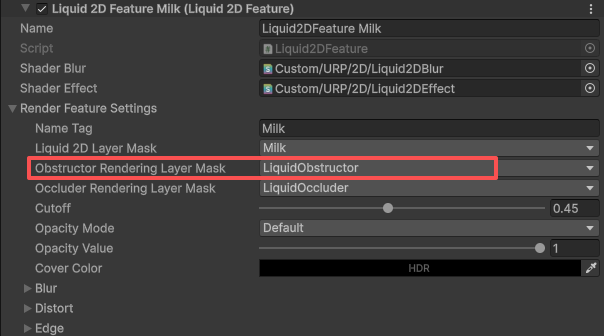 Liquid 2D Feature Milk (Liquid 2D Feature)
Name Liquid2DFeature Milk
Script Liquid2DFeature
Shader Blur Custom/URP/2D/Liquid2DBlur
Shader Effect Custom/URP/2D/Liquid2DEffect
Render Feature Settings
Name Tag Milk
Liquid 2D Layer Mask Milk
Obstructor Rendering Layer Mask LiquidObstructor
Occluder Rendering Layer Mask LiquidOccluder
Cutoff 0.45
Opacity Mode Default
Opacity Value 1
Cover Color HDR
Blur
Distort
Edge